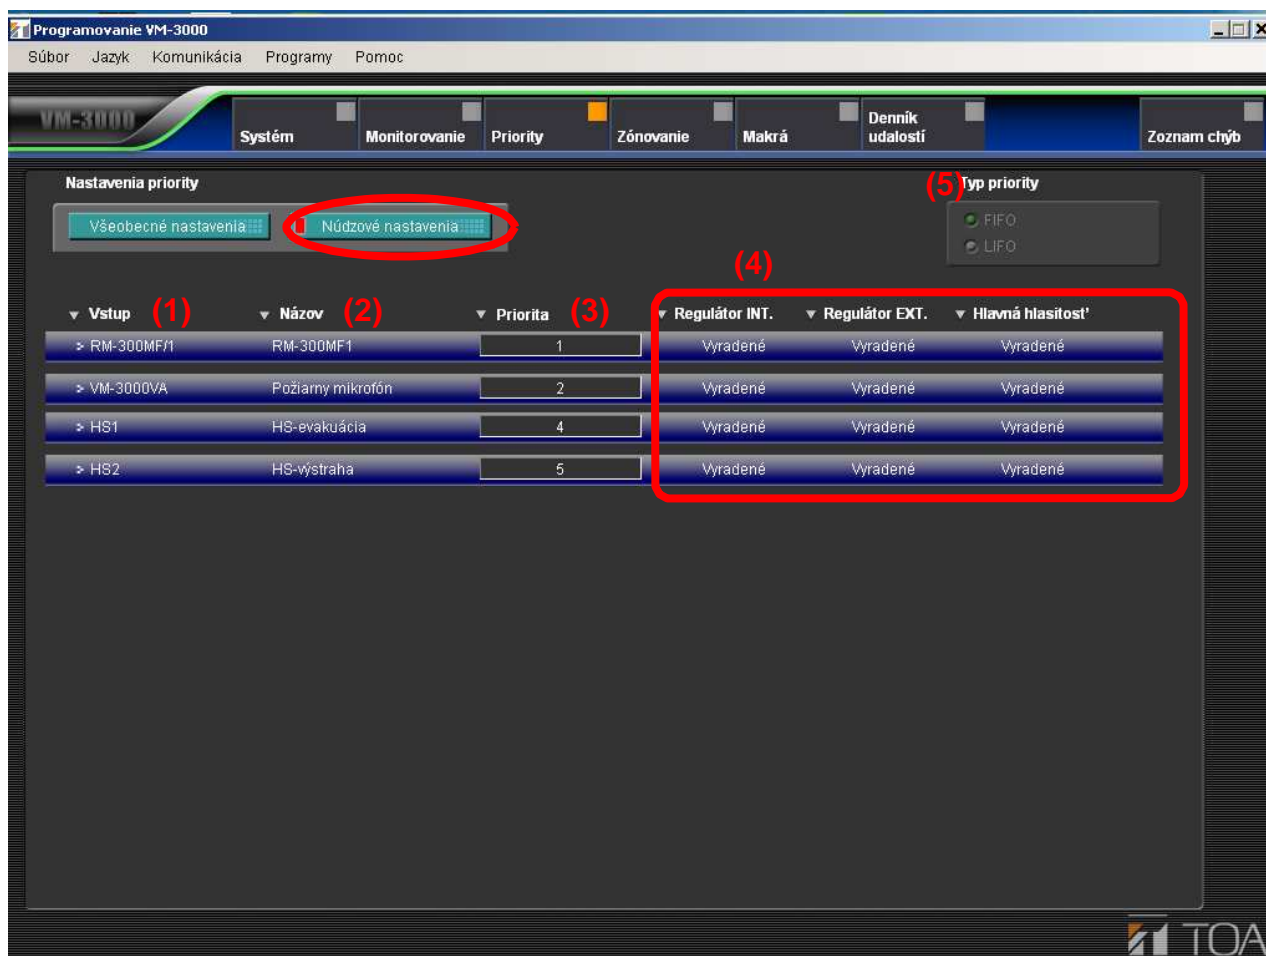 Programovanie VM-3000
Súbor Jazyk Komunikácia Programy Pomoc
VM-3000
Systém Monitorovanie Priority Zónovanie Makrá Denník udalostí Zoznam chýb
Nastavenia priority (5) Typ priority
Všeobecné nastavenia Núdzové nastavenia FIFO
LIFO
(4)
Vstup (1) Názov (2) Priorita (3) Regulátor INT. Regulátor EXT. Hlavná hlasitosť
> RM-300MF/1 RM-300MF1 1 Vyradené Vyradené Vyradené
> VM-3000VA Požiarny mikrofón 2 Vyradené Vyradené Vyradené
> HS1 HS-evakuácia 4 Vyradené Vyradené Vyradené
> HS2 HS-výstraha 5 Vyradené Vyradené Vyradené
TOA